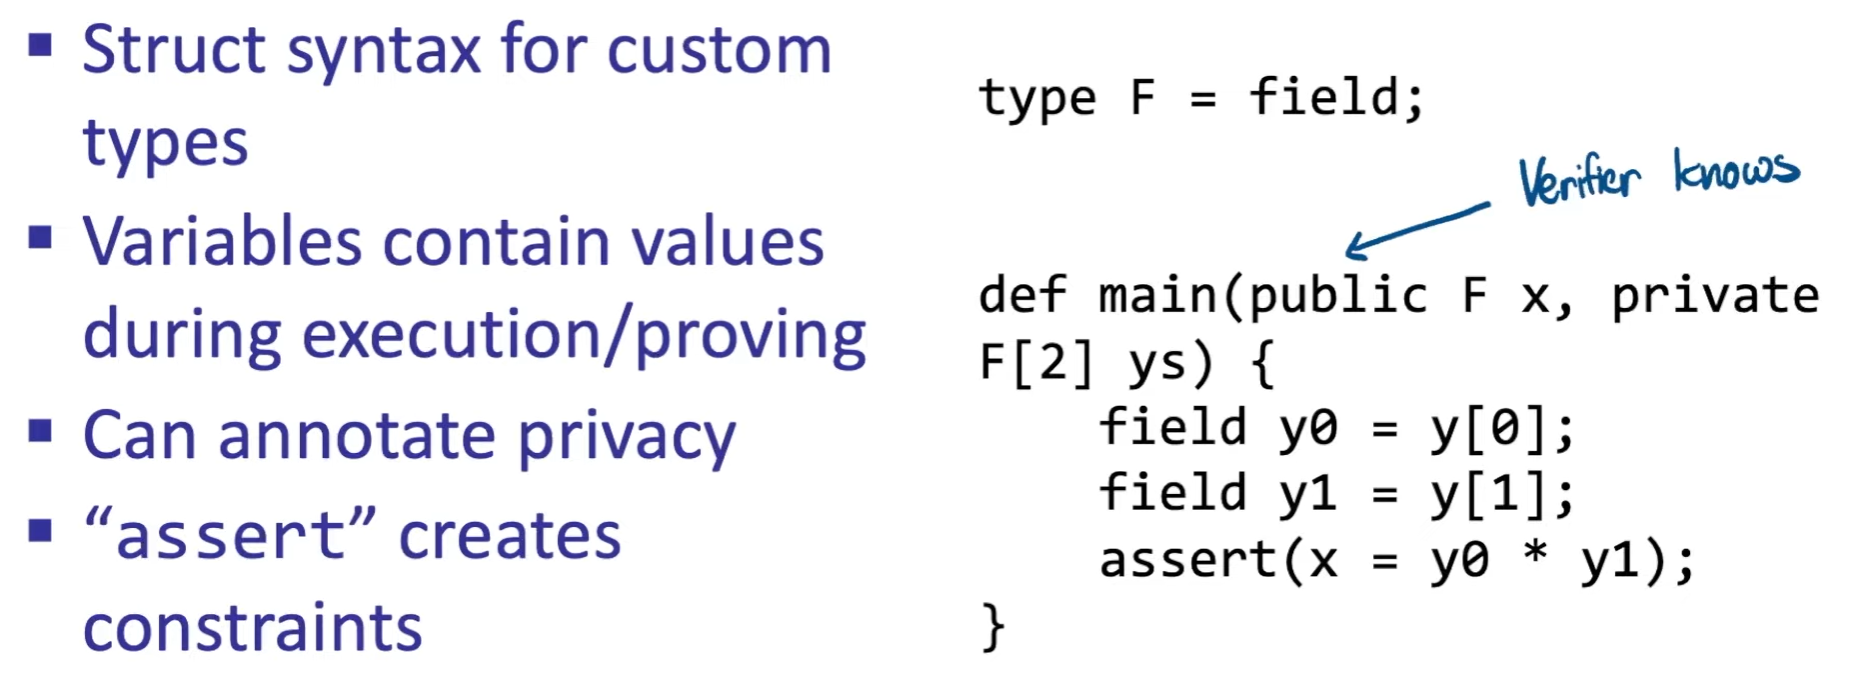 ▪ Struct syntax for custom
types
▪ Variables contain values
during execution/proving
▪ Can annotate privacy
▪ “assert” creates
constraints
type F = field;
Verifier knows
def main(public F x, private
F[2] ys) {
    field y0 = y[0];
    field y1 = y[1];
    assert(x = y0 * y1);
}